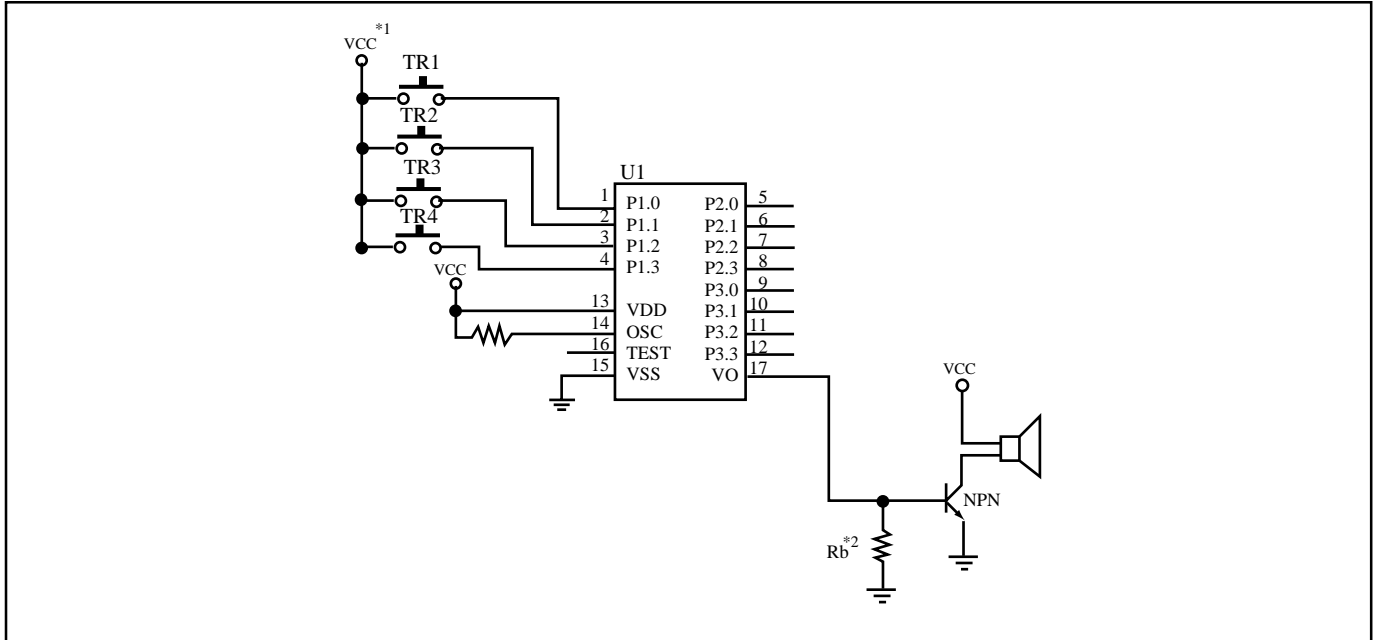 VCC*1
TR1
TR2
TR3
TR4
VCC
U1
1 P1.0 P2.0 5
2 P1.1 P2.1 6
3 P1.2 P2.2 7
4 P1.3 P2.3 8
P3.0 9
13 VDD P3.1 10
14 OSC P3.2 11
16 TEST P3.3 12
15 VSS VO 17
VCC
NPN
Rb*2